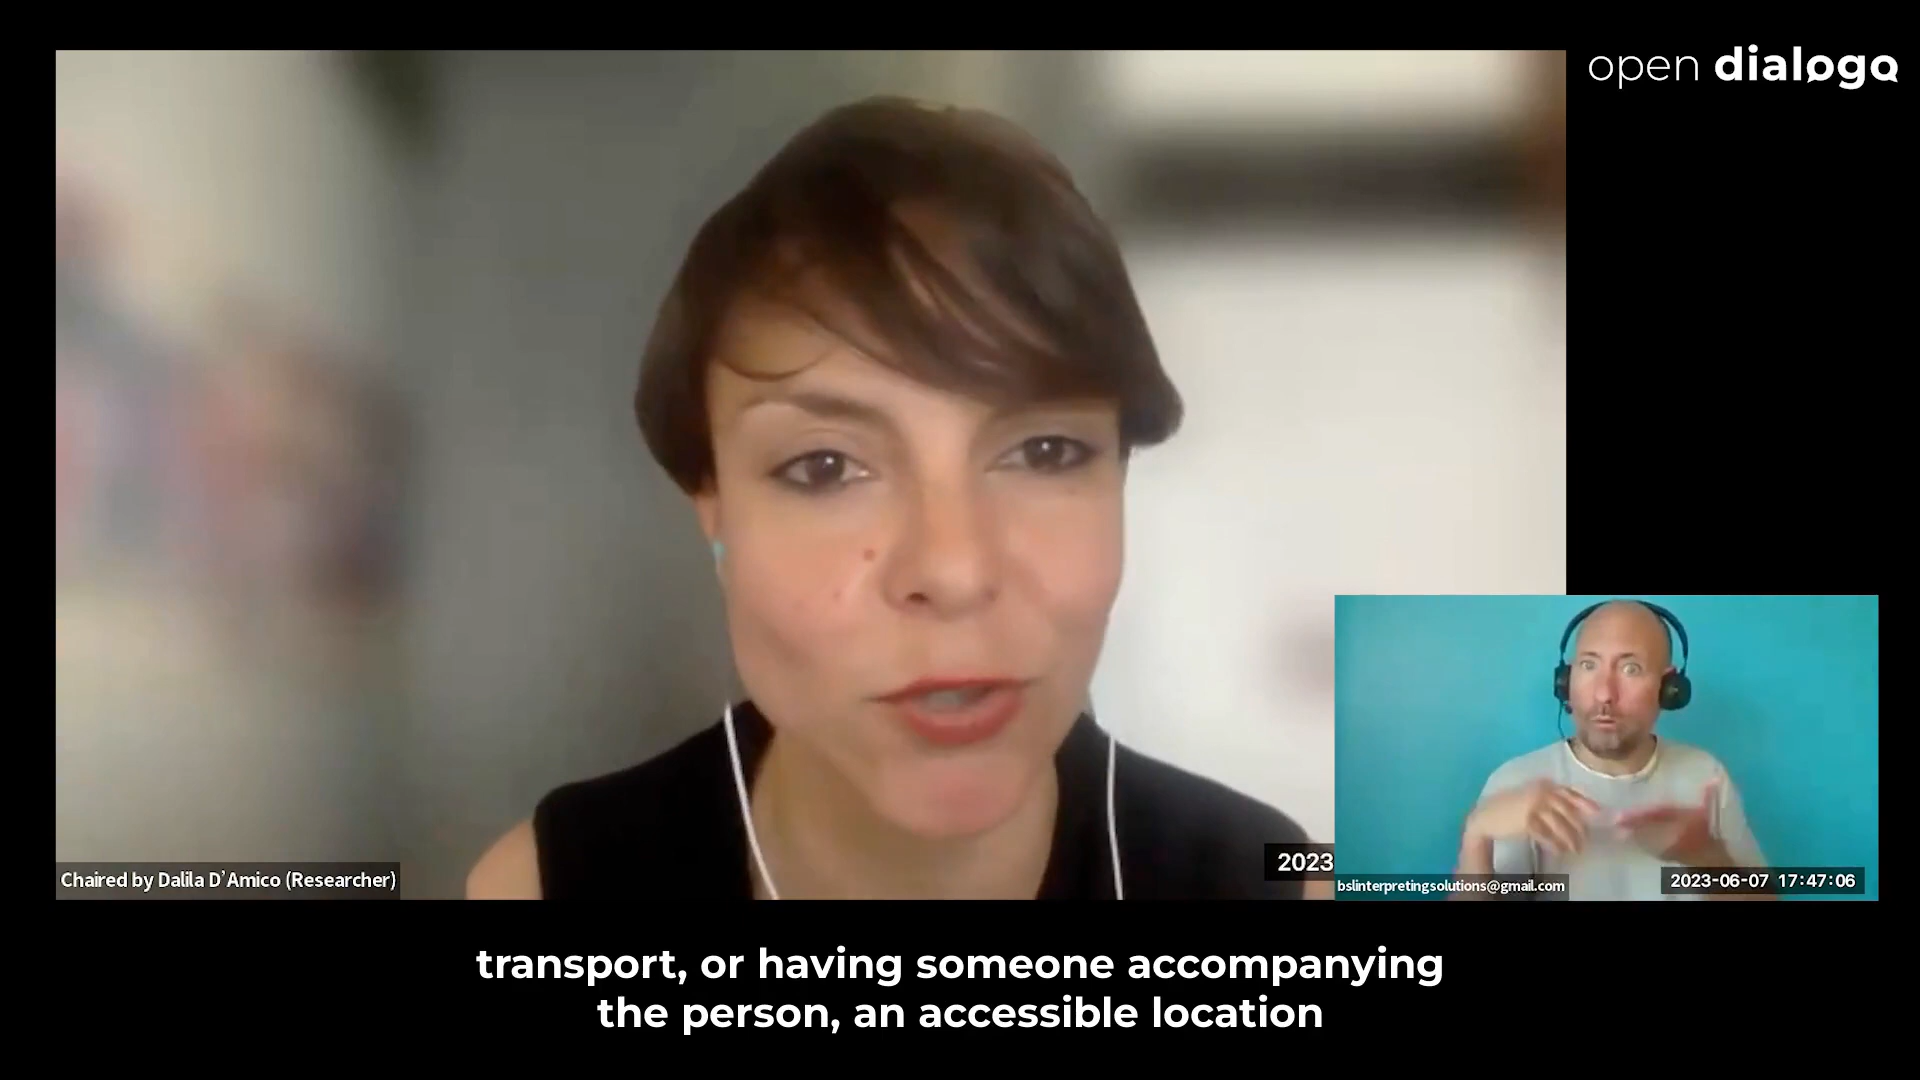 open dialogo
Chaired by Dalila D'Amico (Researcher)
2023
bslinterpretingsolutions@gmail.com
2023-06-07 17:47:06
transport, or having someone accompanying
the person, an accessible location